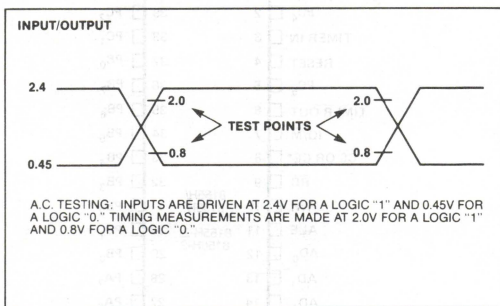 INPUT/OUTPUT
2.4
2.0
2.0
TEST POINTS
0.8
0.8
0.45
A.C. TESTING: INPUTS ARE DRIVEN AT 2.4V FOR A LOGIC "1" AND 0.45V FOR
A LOGIC "0." TIMING MEASUREMENTS ARE MADE AT 2.0V FOR A LOGIC "1"
AND 0.8V FOR A LOGIC "0."